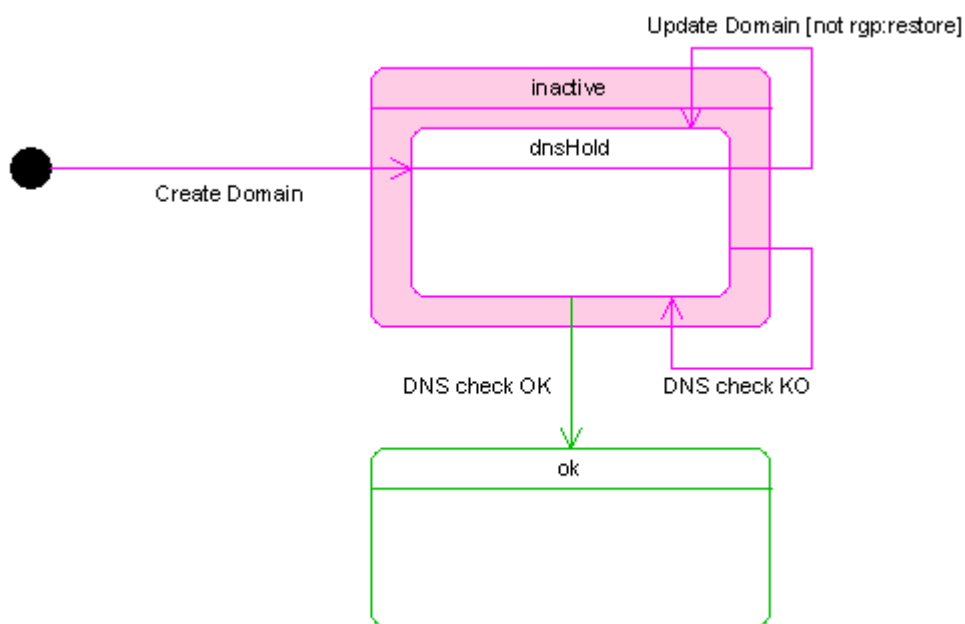 Update Domain [not rgp:restore]
inactive
dnsHold
Create Domain
DNS check OK
DNS check KO
ok